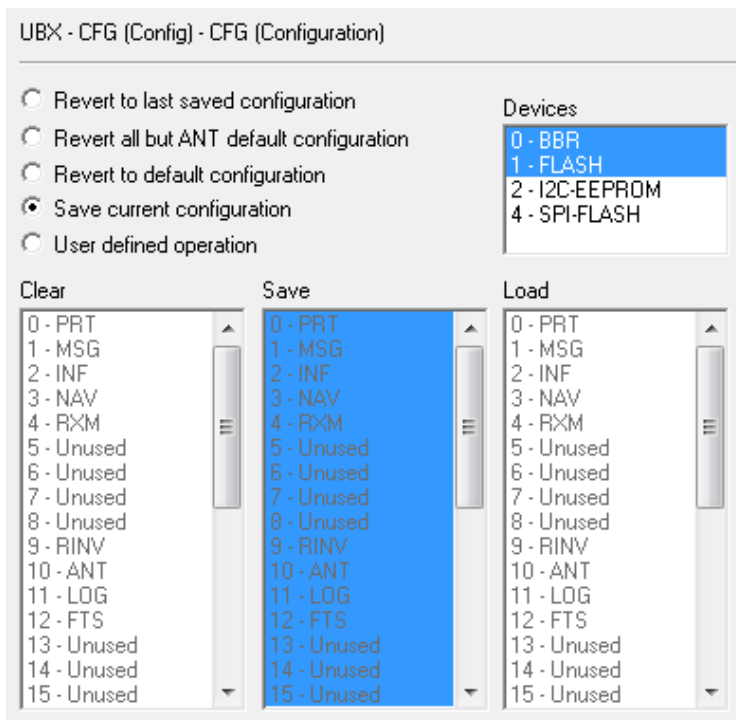 UBX - CFG (Config) - CFG (Configuration)
Revert to last saved configuration
Revert all but ANT default configuration
Revert to default configuration
Save current configuration
User defined operation
Devices
0 - BBR
1 - FLASH
2 - I2C-EEPROM
4 - SPI-FLASH
Clear
0 - PRT
1 - MSG
2 - INF
3 - NAV
4 - RXM
5 - Unused
6 - Unused
7 - Unused
8 - Unused
9 - RINV
10 - ANT
11 - LOG
12 - FTS
13 - Unused
14 - Unused
15 - Unused
Save
0 - PRT
1 - MSG
2 - INF
3 - NAV
4 - RXM
5 - Unused
6 - Unused
7 - Unused
8 - Unused
9 - RINV
10 - ANT
11 - LOG
12 - FTS
13 - Unused
14 - Unused
15 - Unused
Load
0 - PRT
1 - MSG
2 - INF
3 - NAV
4 - RXM
5 - Unused
6 - Unused
7 - Unused
8 - Unused
9 - RINV
10 - ANT
11 - LOG
12 - FTS
13 - Unused
14 - Unused
15 - Unused